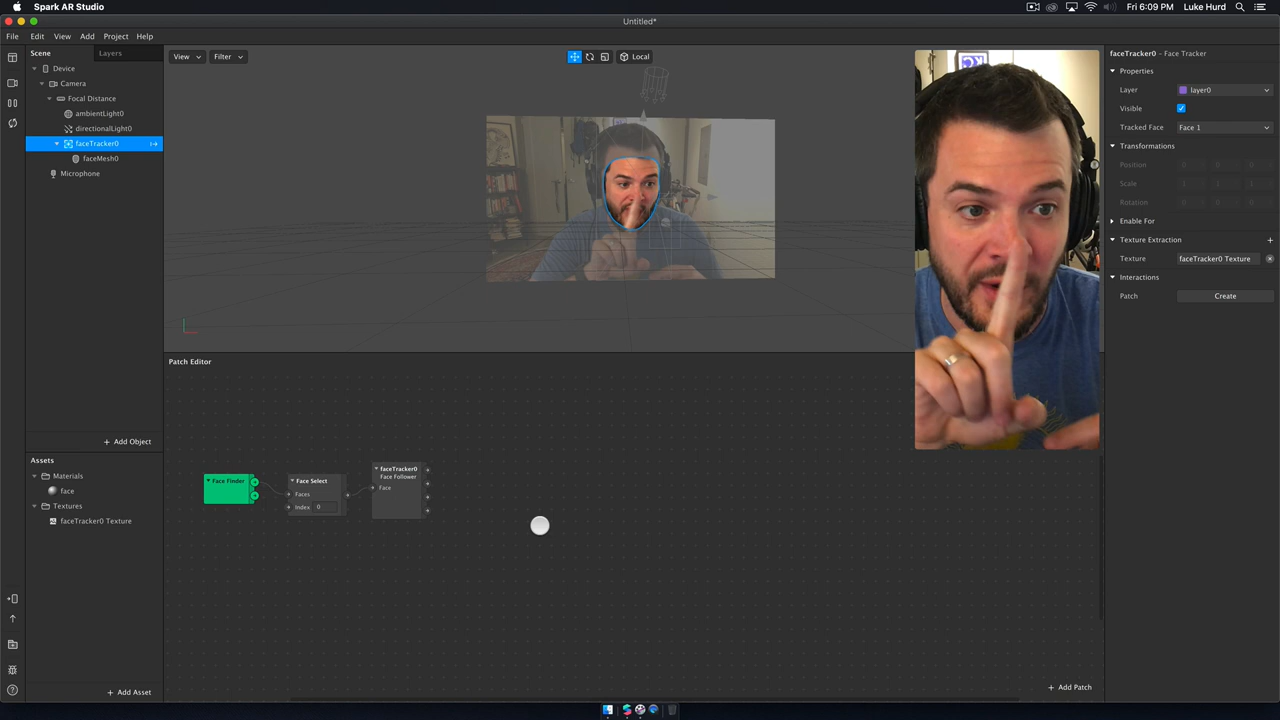 Spark AR Studio
Fri 6:09 PM Luke Hurd
Untitled*
File Edit View Add Project Help
Scene
Layers
Device
Camera
Focal Distance
ambientLight0
directionalLight0
faceTracker0
faceMesh0
Microphone
+ Add Object
Assets
Materials
face
Textures
faceTracker0 Texture
+ Add Asset
View
Filter
Local
Patch Editor
Face Finder
Face Select
Faces
Index 0
faceTracker0
Face Follower
Face
+ Add Patch
faceTracker0 – Face Tracker
Properties
Layer layer0
Visible
Tracked Face Face 1
Transformations
Position
Scale
Rotation
Enable For
Texture Extraction +
Texture faceTracker0 Texture
Interactions
Patch Create